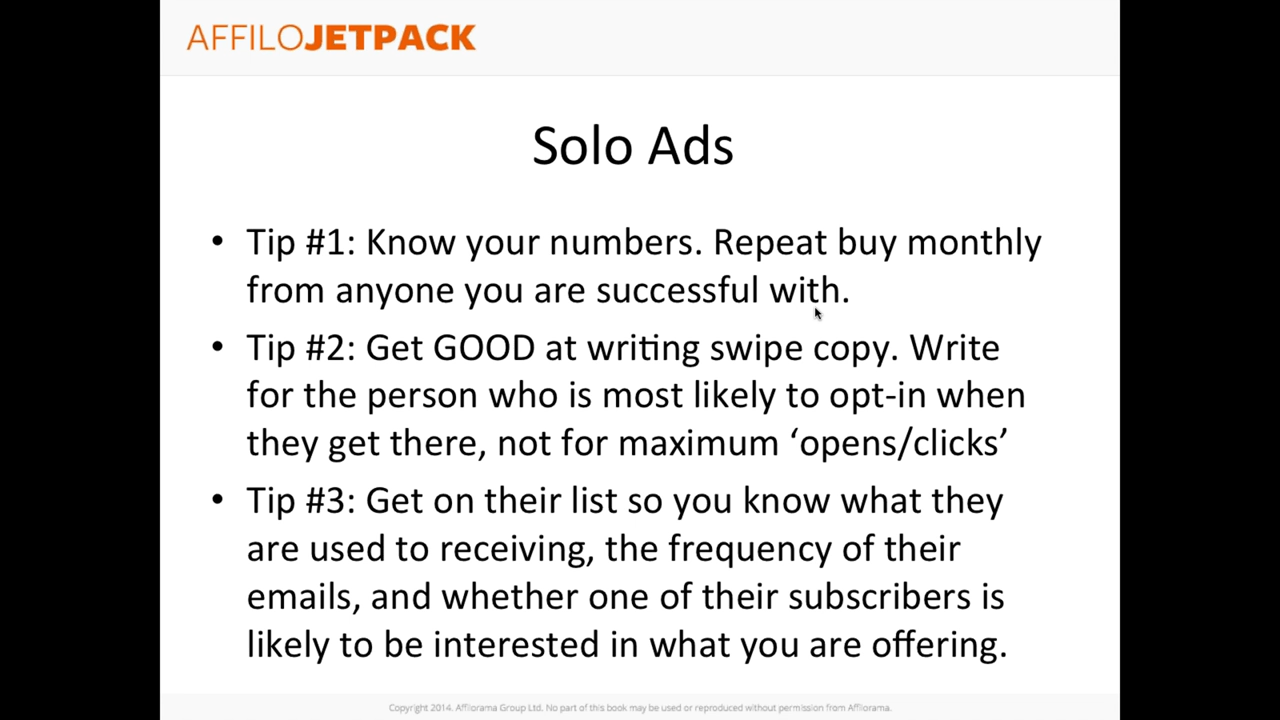 AFFILOJETPACK
Solo Ads
• Tip #1: Know your numbers. Repeat buy monthly
from anyone you are successful with.
• Tip #2: Get GOOD at writing swipe copy. Write
for the person who is most likely to opt-in when
they get there, not for maximum ‘opens/clicks’
• Tip #3: Get on their list so you know what they
are used to receiving, the frequency of their
emails, and whether one of their subscribers is
likely to be interested in what you are offering.
Copyright 2014. Affilorama Group Ltd. No part of this book may be used or reproduced without permission from Affilorama.